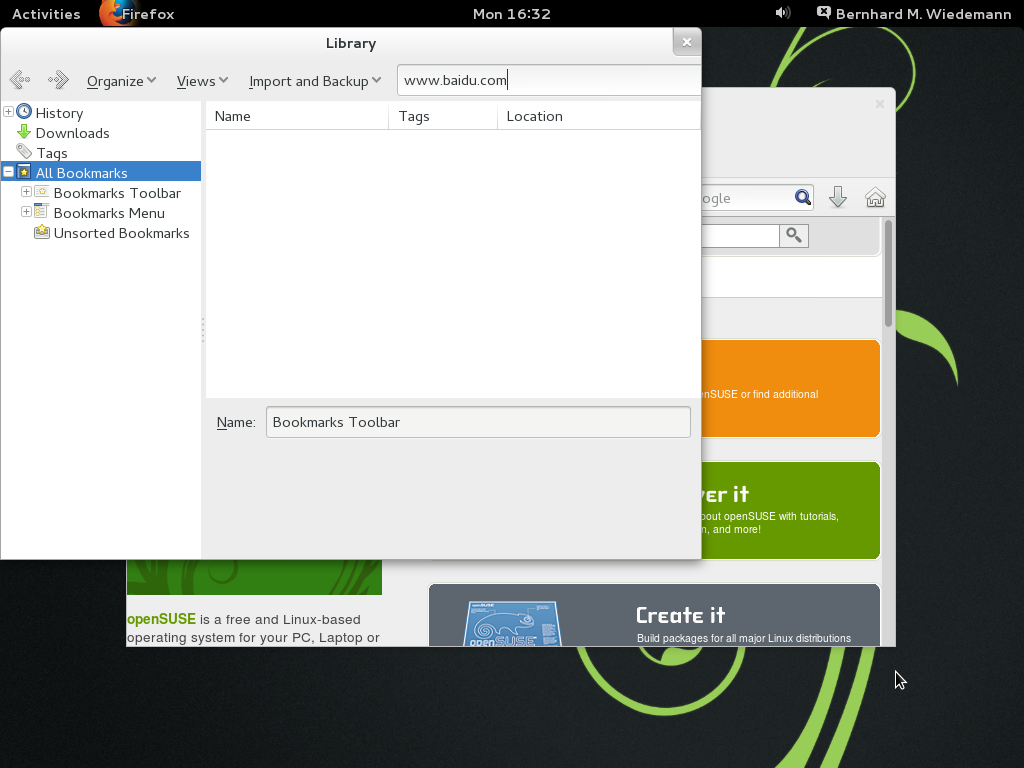 Activities Firefox Mon 16:32 Bernhard M. Wiedemann
Library
Organize Views Import and Backup www.baidu.com
History
Downloads
Tags
All Bookmarks
Bookmarks Toolbar
Bookmarks Menu
Unsorted Bookmarks
Name Tags Location
Name: Bookmarks Toolbar
ogle
nSUSE or find additional
ver it
bout openSUSE with tutorials,
n, and more!
openSUSE is a free and Linux-based
operating system for your PC, Laptop or
openSUSE
Create it
Build packages for all major Linux distributions